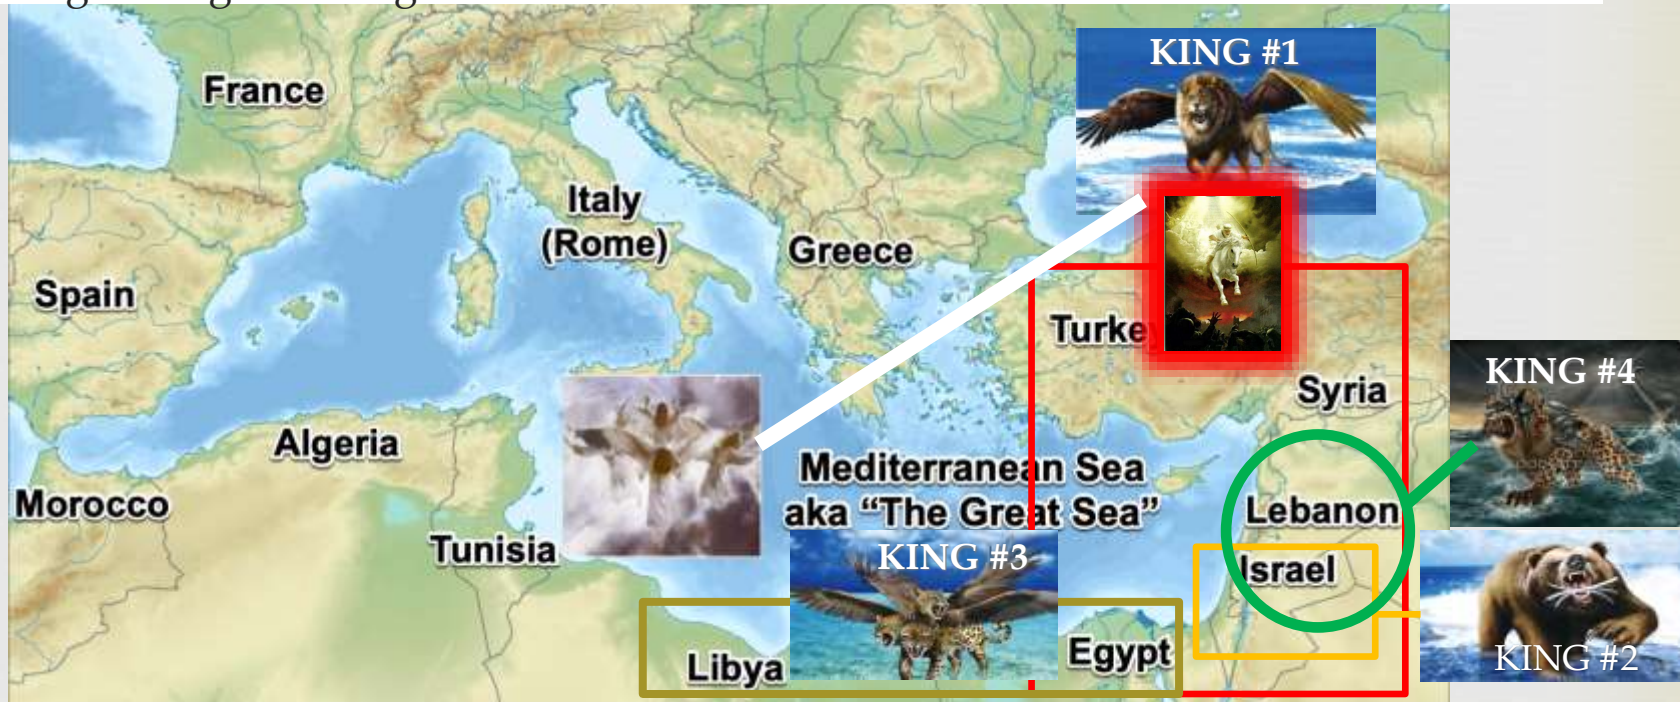 KING #1
France
Italy
(Rome)
Greece
Spain
Turke
KING #4
Syria
Algeria
Mediterranean Sea
aka “The Great Sea”
Morocco
Lebanon
Tunisia
KING #3
Israel
Egypt
Libya
KING #2